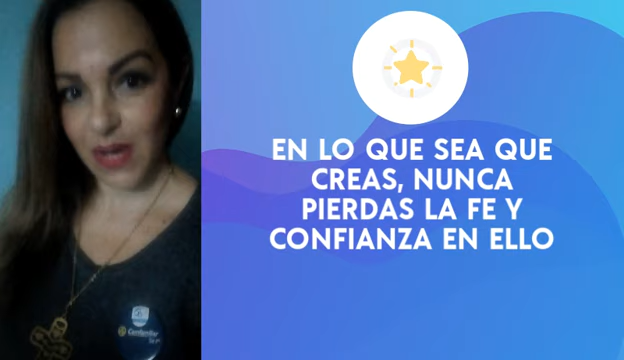 EN LO QUE SEA QUE
CREAS, NUNCA
PIERDAS LA FE Y
CONFIANZA EN ELLO